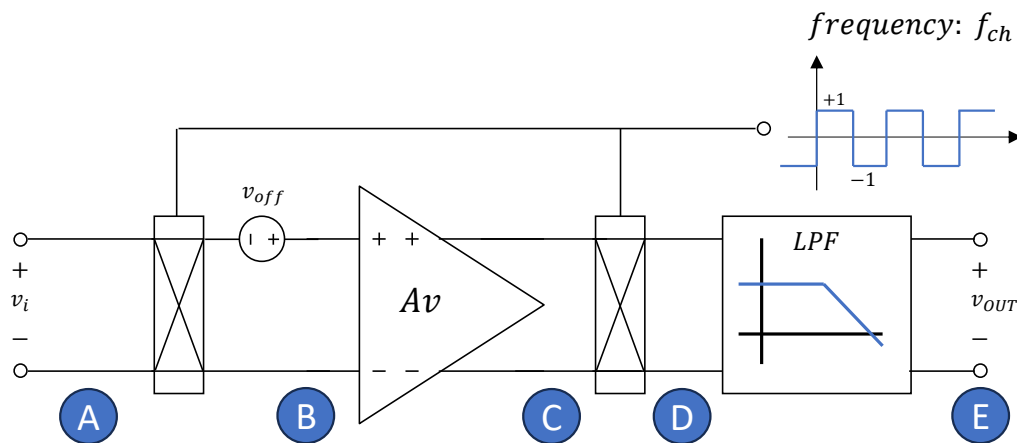 frequency: f_ch
+1
−1
v_off
− +
+ +
+
v_i
−
Av
− −
LPF
+
v_OUT
−
A
B
C
D
E